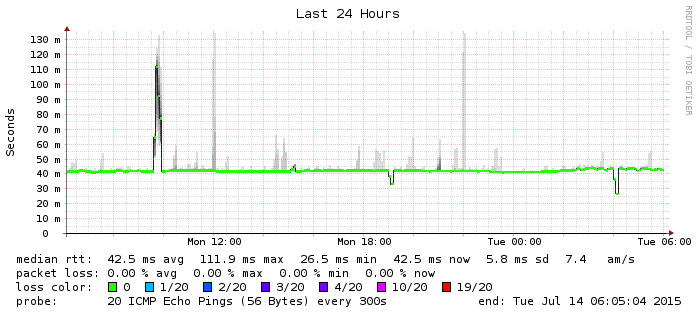 Last 24 Hours
RRDTOOL / TOBI OETIKER
Seconds
130 m
120 m
110 m
100 m
90 m
80 m
70 m
60 m
50 m
40 m
30 m
20 m
10 m
0
Mon 12:00 Mon 18:00 Tue 00:00 Tue 06:00
median rtt: 42.5 ms avg 111.9 ms max 26.5 ms min 42.5 ms now 5.8 ms sd 7.4 am/s
packet loss: 0.00 % avg 0.00 % max 0.00 % min 0.00 % now
loss color: 0 1/20 2/20 3/20 4/20 10/20 19/20
probe: 20 ICMP Echo Pings (56 Bytes) every 300s end: Tue Jul 14 06:05:04 2015